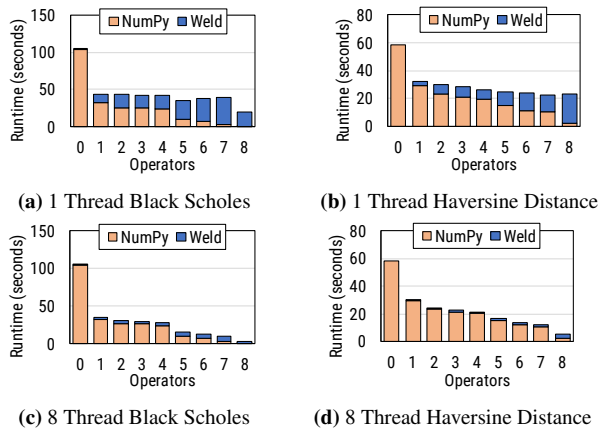 NumPy Weld
Runtime (seconds)
150
100
50
0
0 1 2 3 4 5 6 7 8
Operators
(a) 1 Thread Black Scholes
NumPy Weld
Runtime (seconds)
80
60
40
20
0
0 1 2 3 4 5 6 7 8
Operators
(b) 1 Thread Haversine Distance
NumPy Weld
Runtime (seconds)
150
100
50
0
0 1 2 3 4 5 6 7 8
Operators
(c) 8 Thread Black Scholes
NumPy Weld
Runtime (seconds)
80
60
40
20
0
0 1 2 3 4 5 6 7 8
Operators
(d) 8 Thread Haversine Distance